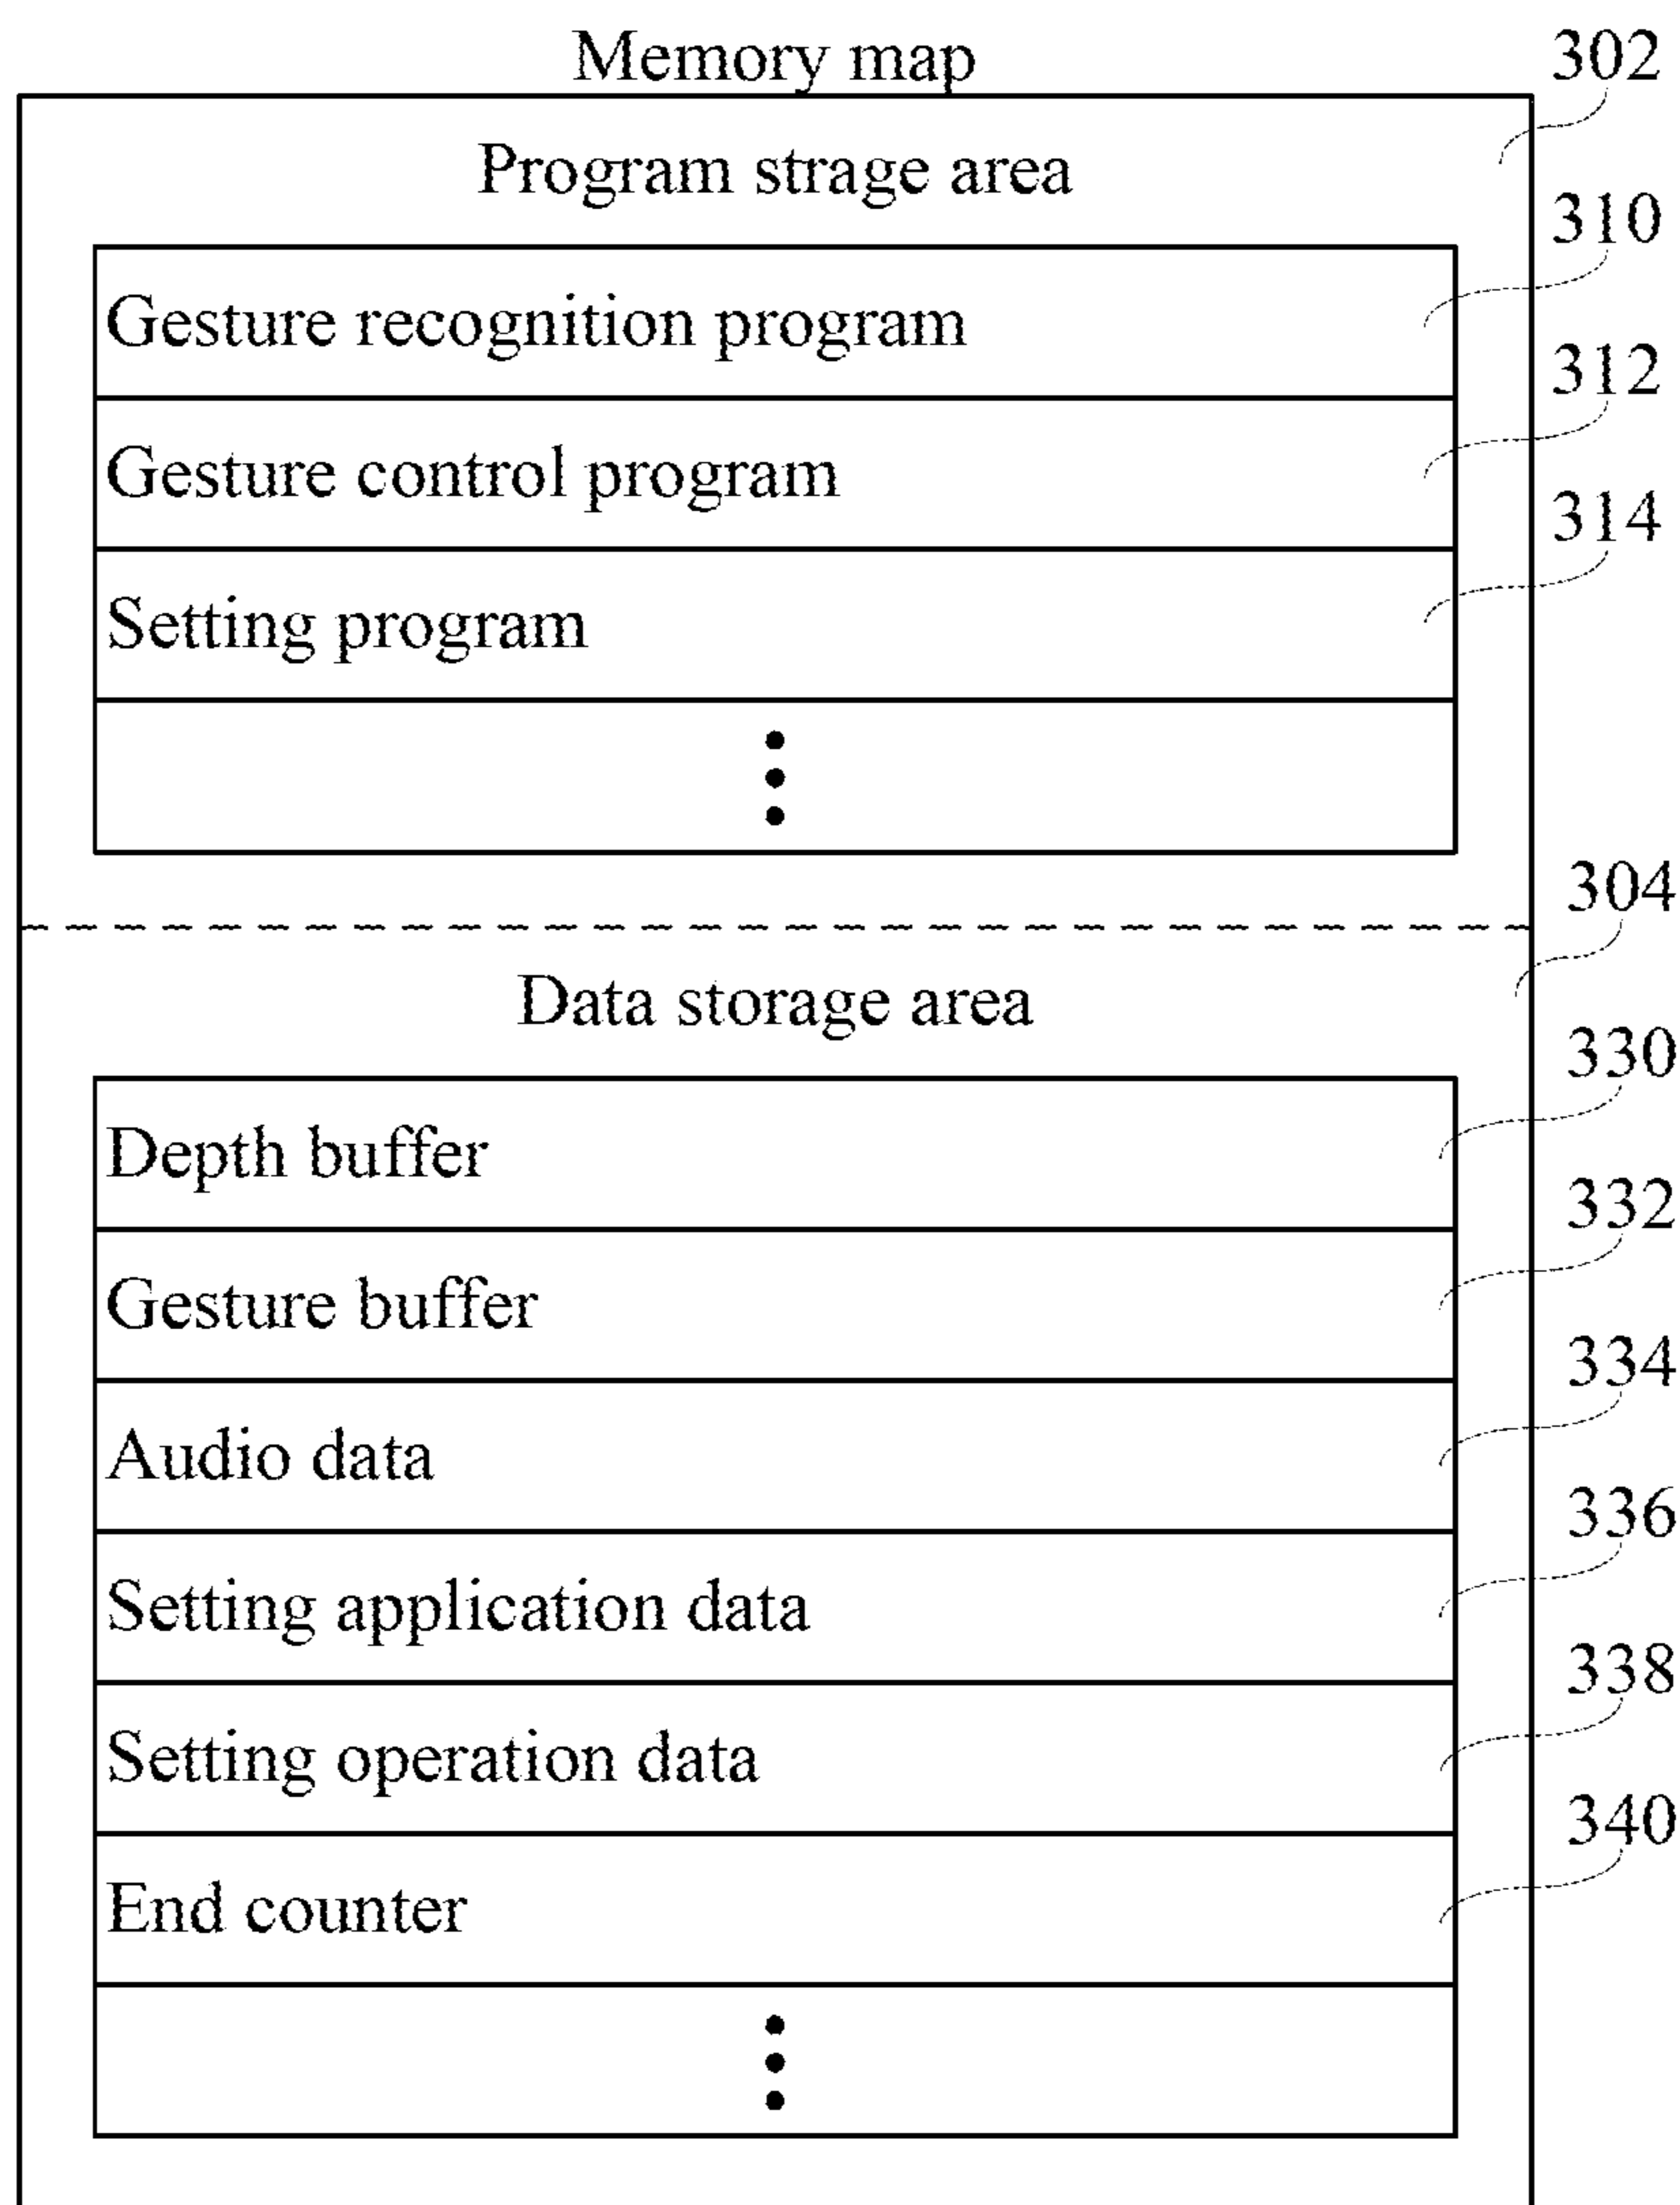 Memory map
302
Program strage area
310
Gesture recognition program
312
Gesture control program
314
Setting program
304
Data storage area
330
Depth buffer
332
Gesture buffer
334
Audio data
336
Setting application data
338
Setting operation data
340
End counter